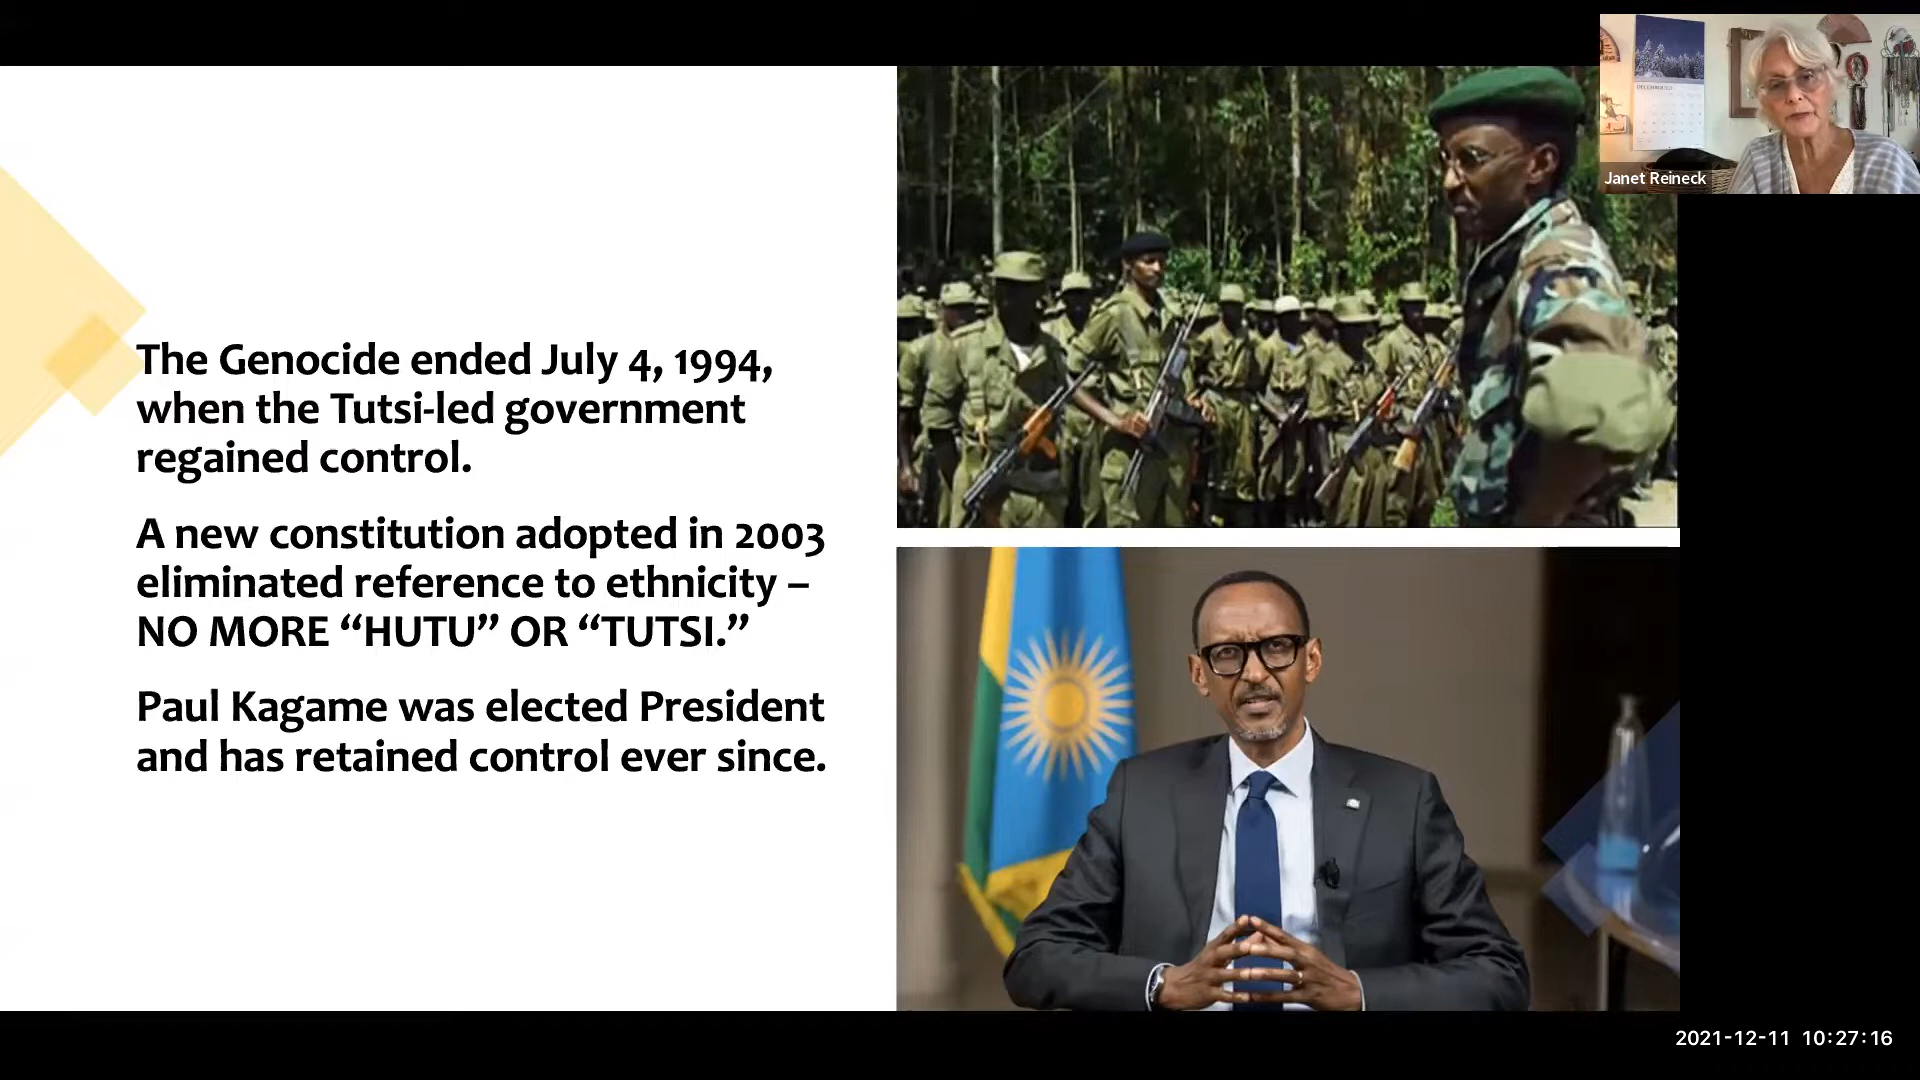 The Genocide ended July 4, 1994,
when the Tutsi-led government
regained control.
A new constitution adopted in 2003
eliminated reference to ethnicity –
NO MORE “HUTU” OR “TUTSI.”
Paul Kagame was elected President
and has retained control ever since.
Janet Reineck
2021-12-11 10:27:16